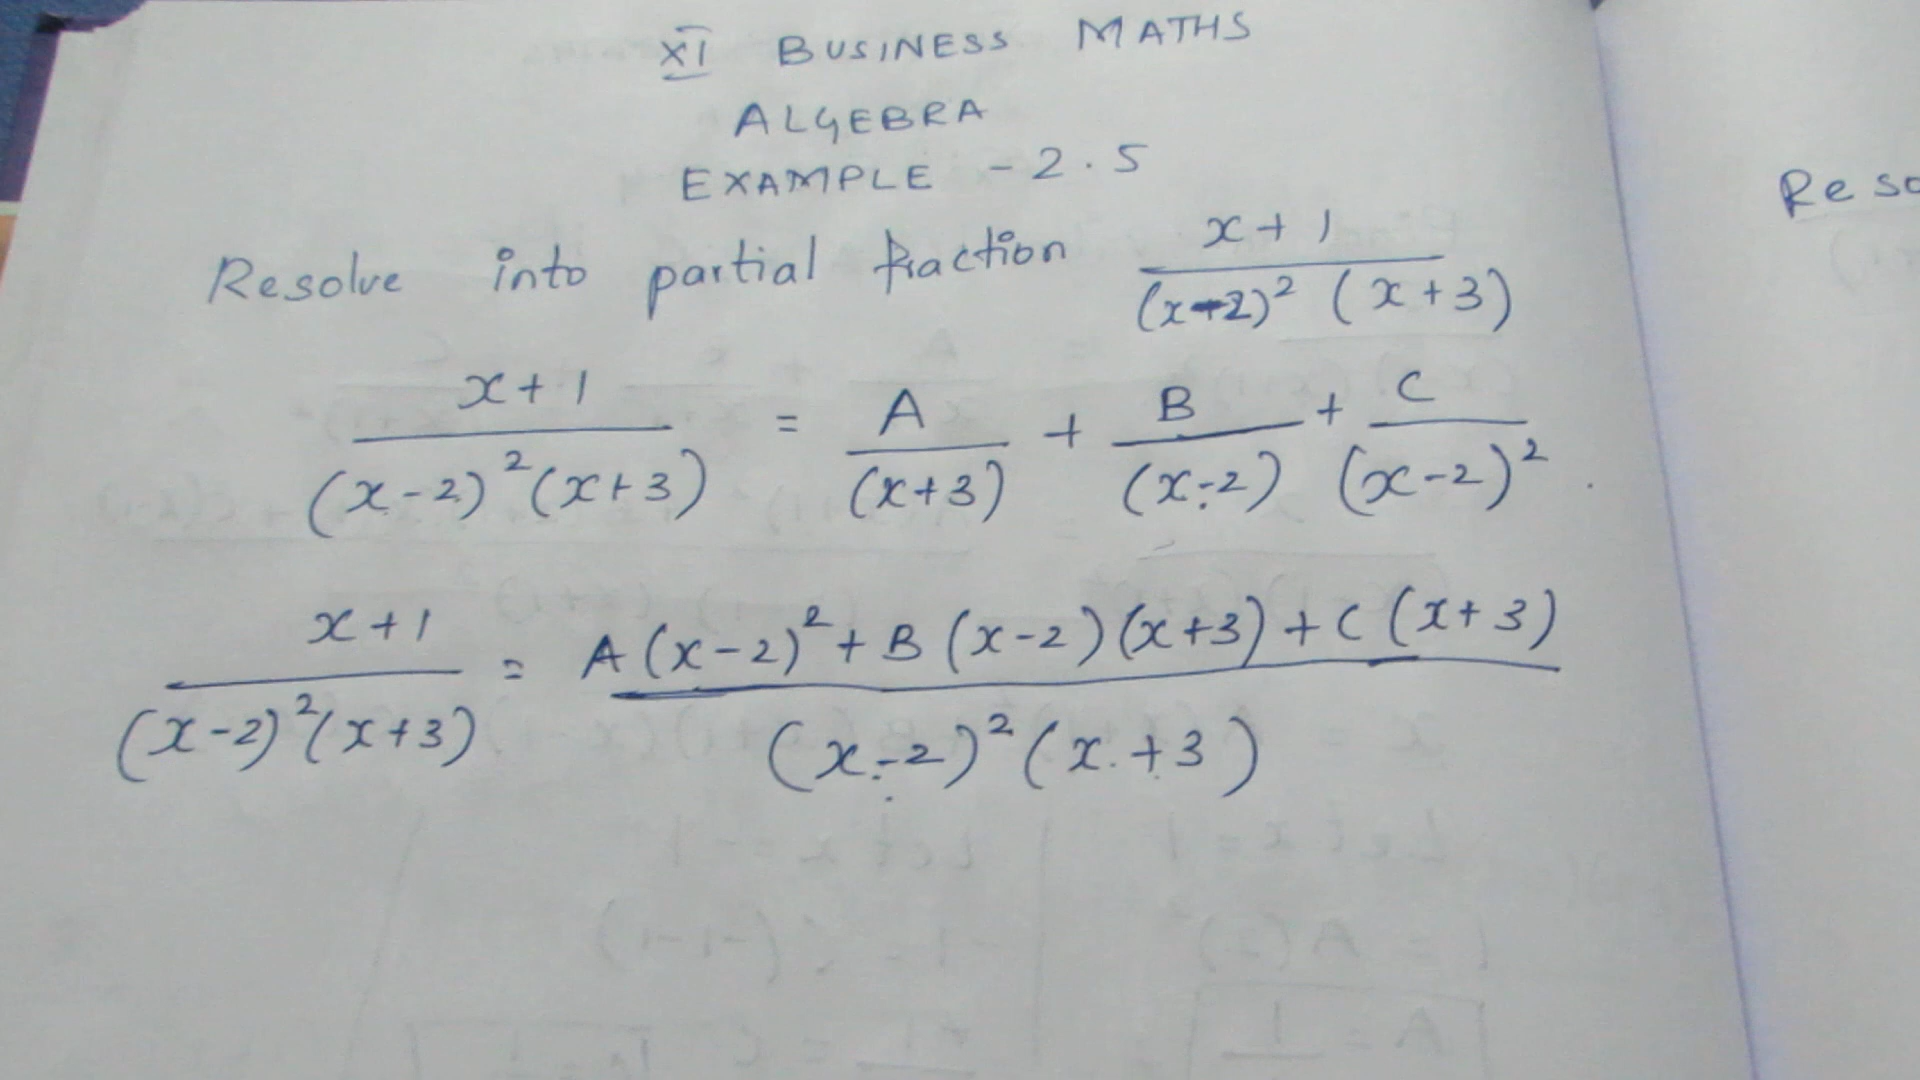 XI BUSINESS MATHS
ALGEBRA
EXAMPLE - 2.5
Resolve into partial fraction (x+1)/((x-2)² (x+3))
(x+1)/((x-2)²(x+3)) = A/(x+3) + B/(x-2) + C/(x-2)².
(x+1)/((x-2)²(x+3)) = (A(x-2)²+B(x-2)(x+3)+C(x+3))/((x-2)²(x+3))